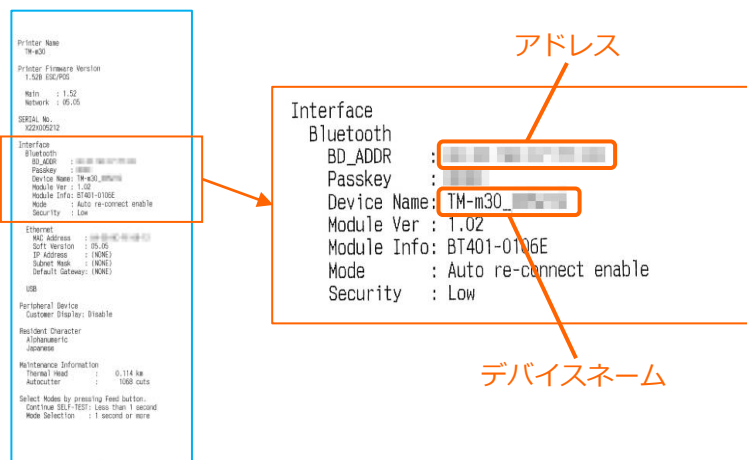 Printer Name
TM-m30
Printer Firmware Version
1.52B ESC/POS
Main : 1.52
Network : 05.05
SERIAL No.
X22X005212
Interface
Bluetooth
BD_ADDR :
Passkey :
Device Name: TM-m30_
Module Ver : 1.02
Module Info: BT401-0106E
Mode : Auto re-connect enable
Security : Low
Ethernet
MAC Address :
Soft Version : 05.05
IP Address : (NONE)
Subnet Mask : (NONE)
Default Gateway: (NONE)
USB
Peripheral Device
Customer Display: Disable
Resident Character
Alphanumeric
Japanese
Maintenance Information
Thermal Head : 0.114 km
Autocutter : 1068 cuts
Select Modes by pressing Feed button.
Continue SELF-TEST: Less than 1 second
Mode Selection : 1 second or more
アドレス
Interface
Bluetooth
BD_ADDR :
Passkey :
Device Name: TM-m30_
Module Ver : 1.02
Module Info: BT401-0106E
Mode : Auto re-connect enable
Security : Low
デバイスネーム